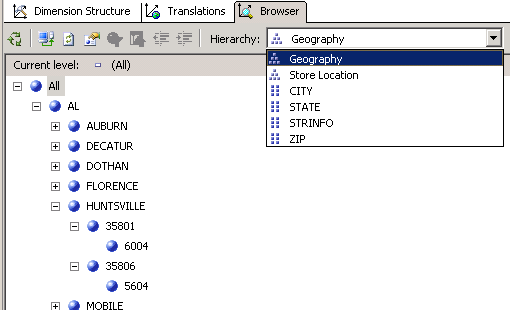 Dimension Structure Translations Browser
Hierarchy: Geography
Current level: (All)
Geography
Store Location
CITY
STATE
STRINFO
ZIP
All
AL
AUBURN
DECATUR
DOTHAN
FLORENCE
HUNTSVILLE
35801
6004
35806
5604
MOBILE